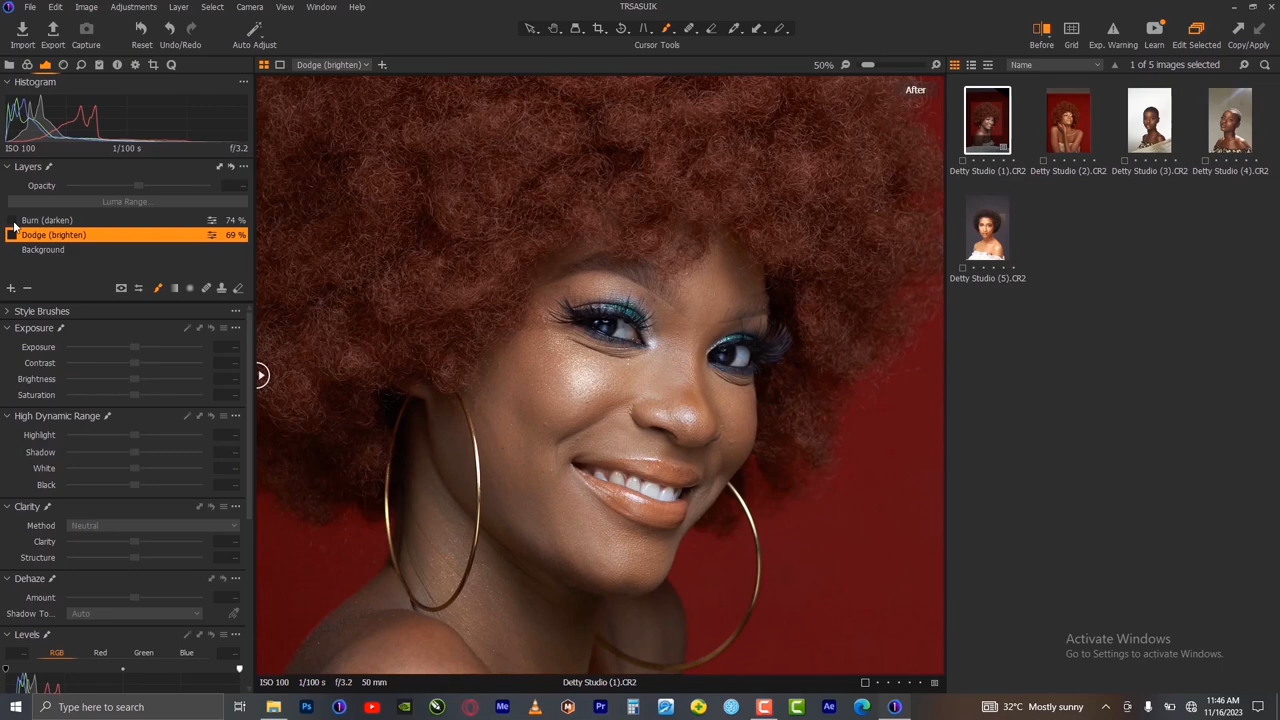 File Edit Image Adjustments Layer Select Camera View Window Help
TRSASUIK
Import Export Capture Reset Undo/Redo Auto Adjust Cursor Tools Before Grid Exp. Warning Learn Edit Selected Copy/Apply
Dodge (brighten) 50% Name 1 of 5 images selected
Histogram
After
ISO 100 1/100 s f/3.2
Layers
Opacity
Luma Range...
Burn (darken) 74 %
Dodge (brighten) 69 %
Background
Detty Studio (1).CR2 Detty Studio (2).CR2 Detty Studio (3).CR2 Detty Studio (4).CR2
Detty Studio (5).CR2
Style Brushes
Exposure
Exposure
Contrast
Brightness
Saturation
High Dynamic Range
Highlight
Shadow
White
Black
Clarity
Method Neutral
Clarity
Structure
Dehaze
Amount
Shadow To... Auto
Levels
RGB Red Green Blue
Activate Windows
Go to Settings to activate Windows.
ISO 100 1/100 s f/3.2 50 mm Detty Studio (1).CR2
Type here to search
32°C Mostly sunny
11:46 AM
11/16/2023